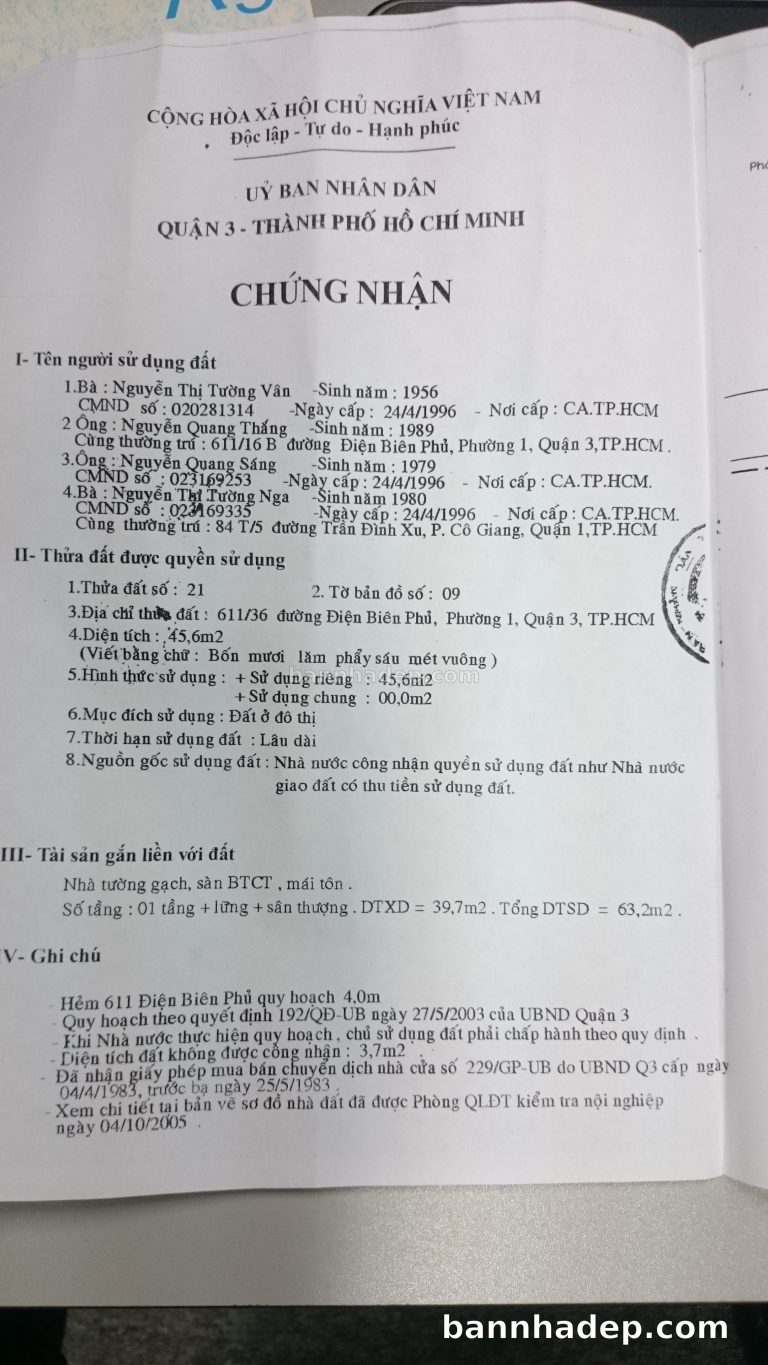 CỘNG HÒA XÃ HỘI CHỦ NGHĨA VIỆT NAM
Độc lập - Tự do - Hạnh phúc
UỶ BAN NHÂN DÂN
QUẬN 3 - THÀNH PHỐ HỒ CHÍ MINH
CHỨNG NHẬN
I- Tên người sử dụng đất
1.Bà : Nguyễn Thị Tường Vân -Sinh năm : 1956
CMND số : 020281314 -Ngày cấp : 24/4/1996 - Nơi cấp : CA.TP.HCM
2 Ông : Nguyễn Quang Thắng -Sinh năm : 1989
Cùng thường trú : 611/16 B đường Điện Biên Phủ, Phường 1, Quận 3,TP.HCM .
3.Ông : Nguyễn Quang Sáng -Sinh năm : 1979
CMND số : 023169253 -Ngày cấp : 24/4/1996 - Nơi cấp : CA.TP.HCM.
4.Bà : Nguyễn Thị Tường Nga -Sinh năm 1980
CMND số : 023169335 -Ngày cấp : 24/4/1996 - Nơi cấp : CA.TP.HCM.
Cùng thường trú : 84 T/5 đường Trần Đình Xu, P. Cô Giang, Quận 1,TP.HCM
II- Thửa đất được quyền sử dụng
1.Thửa đất số : 21 2. Tờ bản đồ số : 09
3.Địa chỉ thửa đất : 611/36 đường Điện Biên Phủ, Phường 1, Quận 3, TP.HCM
4.Diện tích : 45,6m2
(Viết bằng chữ : Bốn mươi lăm phẩy sáu mét vuông )
5.Hình thức sử dụng : + Sử dụng riêng : 45,6m2
+ Sử dụng chung : 00,0m2
bannhadep.com
6.Mục đích sử dụng : Đất ở đô thị
7.Thời hạn sử dụng đất : Lâu dài
8.Nguồn gốc sử dụng đất : Nhà nước công nhận quyền sử dụng đất như Nhà nước
giao đất có thu tiền sử dụng đất.
III- Tài sản gắn liền với đất
Nhà tường gạch, sàn BTCT , mái tôn .
Số tầng : 01 tầng + lững + sân thượng . DTXD = 39,7m2 . Tổng DTSD = 63,2m2 .
V- Ghi chú
- Hẻm 611 Điện Biên Phủ quy hoạch 4,0m
- Quy hoạch theo quyết định 192/QĐ-UB ngày 27/5/2003 của UBND Quận 3
- Khi Nhà nước thực hiện quy hoạch , chủ sử dụng đất phải chấp hành theo quy định .
- Diện tích đất không được công nhận : 3,7m2 .
- Đã nhận giấy phép mua bán chuyển dịch nhà cửa số 229/GP-UB do UBND Q3 cấp ngày
04/4/1983, trước bạ ngày 25/5/1983 .
- Xem chi tiết tại bản vẽ sơ đồ nhà đất đã được Phòng QLĐT kiểm tra nội nghiệp
ngày 04/10/2005 .
bannhadep.com